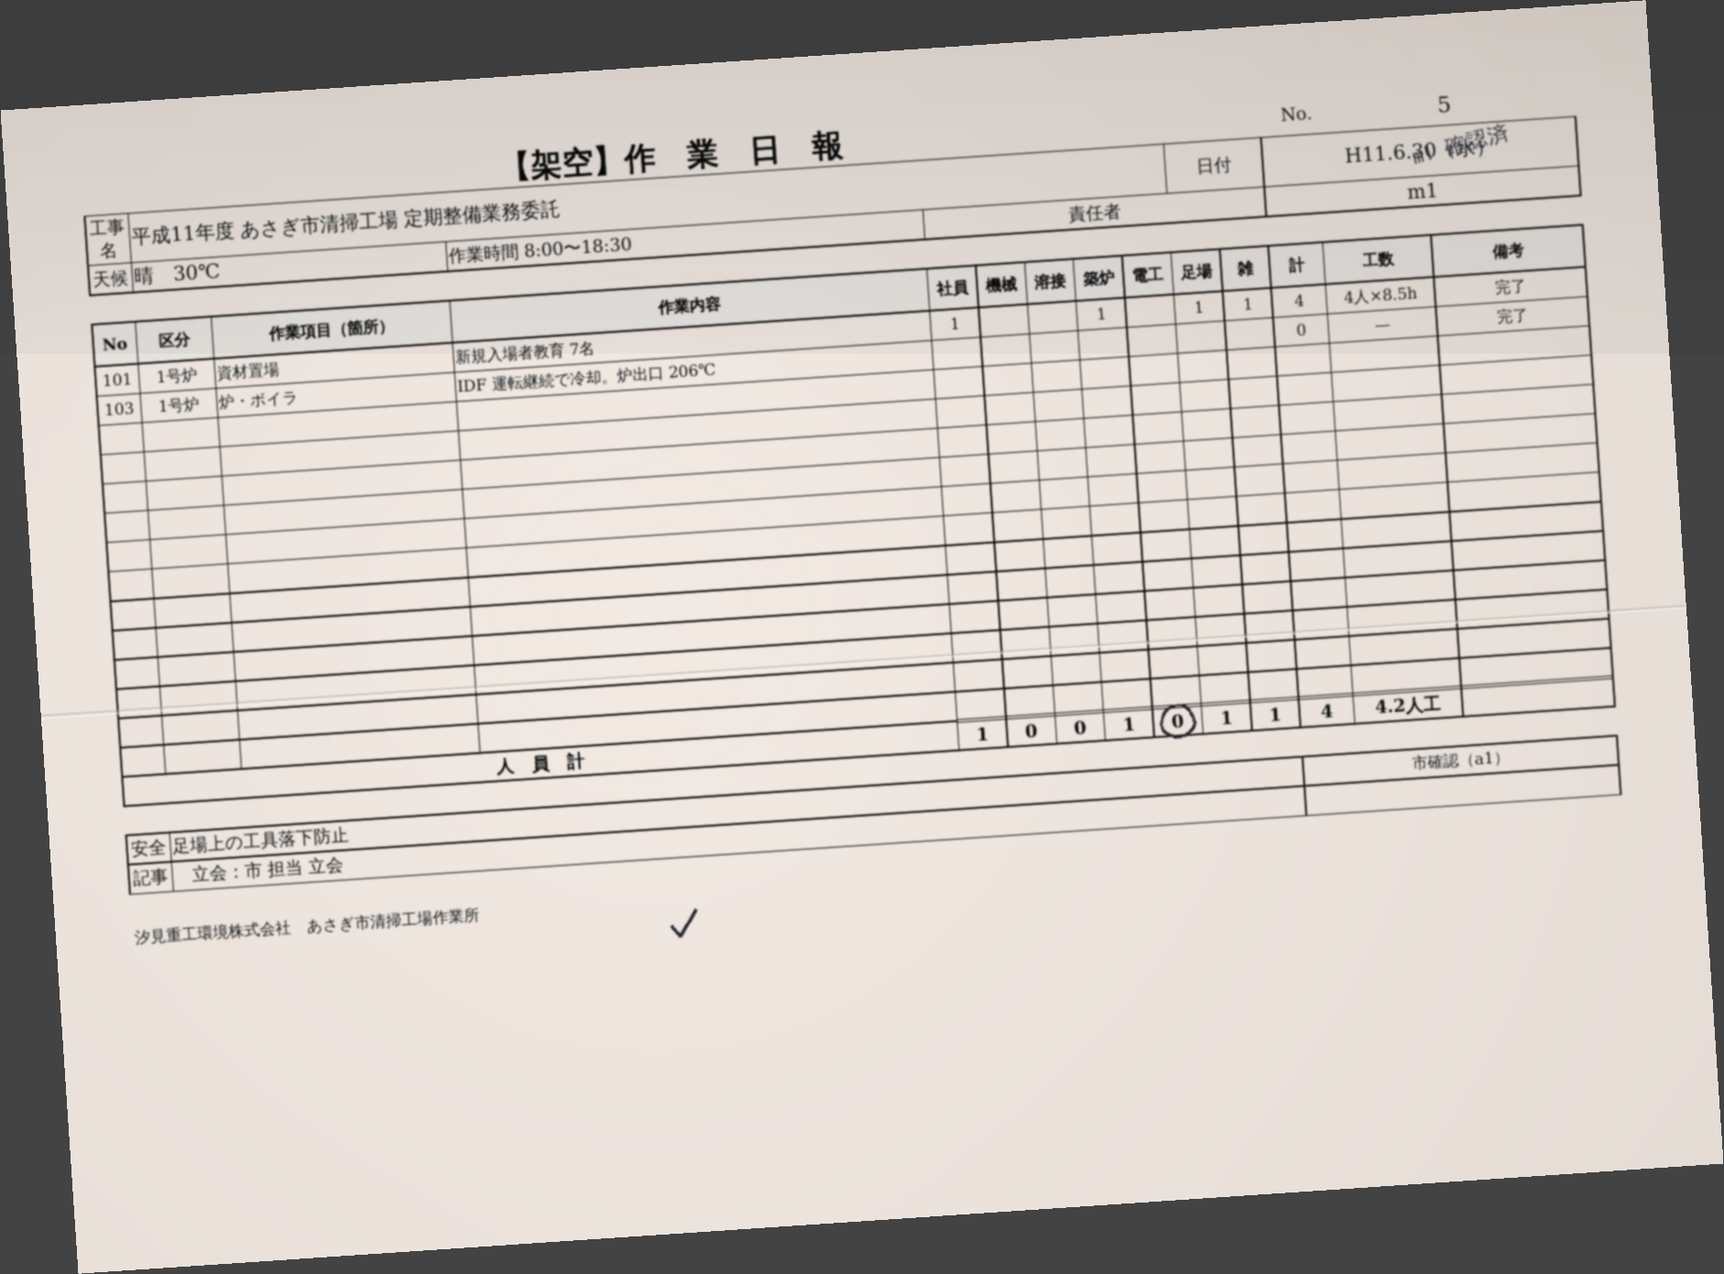 No. 5
【架空】作 業 日 報
工事名 平成11年度 あさぎ市清掃工場 定期整備業務委託 日付 H11.6.30（水）
確認済
天候 晴 30℃ 作業時間 8:00〜18:30 責任者 m1
No 区分 作業項目（箇所） 作業内容 社員 機械 溶接 築炉 電工 足場 雑 計 工数 備考
101 1号炉 資材置場 新規入場者教育 7名 1 1 1 1 4 4人×8.5h 完了
103 1号炉 炉・ボイラ IDF 運転継続で冷却。炉出口 206℃ 0 — 完了
人 員 計 1 0 0 1 0 1 1 4 4.2人工
安全 足場上の工具落下防止 市確認（a1）
記事 立会：市 担当 立会
汐見重工環境株式会社 あさぎ市清掃工場作業所